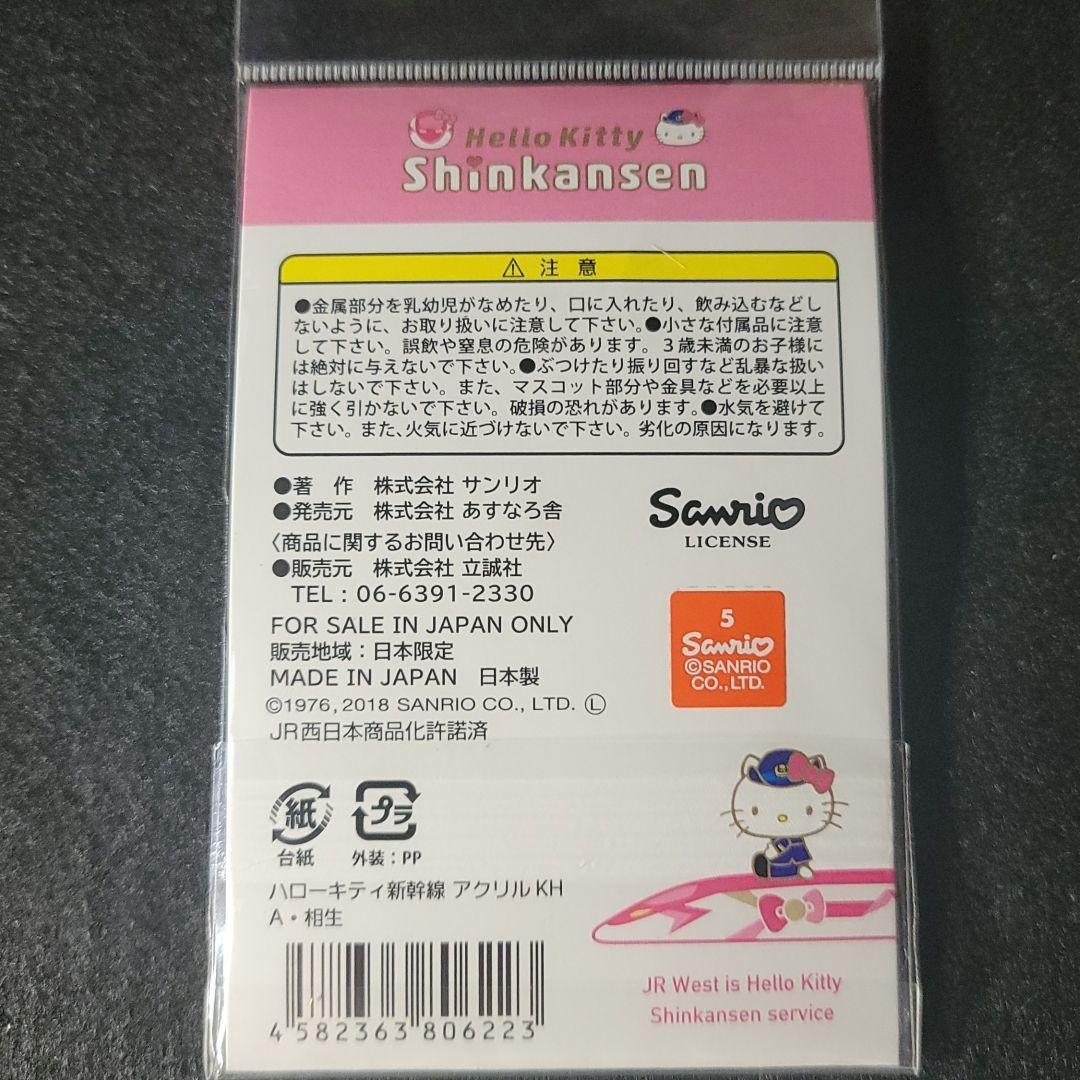 Hello Kitty
Shinkansen
⚠ 注 意
●金属部分を乳幼児がなめたり、口に入れたり、飲み込むなどし
ないように、お取り扱いに注意して下さい。●小さな付属品に注意
して下さい。誤飲や窒息の危険があります。３歳未満のお子様に
は絶対に与えないで下さい。●ぶつけたり振り回すなど乱暴な扱い
はしないで下さい。また、マスコット部分や金具などを必要以上
に強く引かないで下さい。破損の恐れがあります。●水気を避けて
下さい。また、火気に近づけないで下さい。劣化の原因になります。
●著 作 株式会社 サンリオ
●発売元 株式会社 あすなろ舎
〈商品に関するお問い合わせ先〉
●販売元 株式会社 立誠社
TEL : 06-6391-2330
FOR SALE IN JAPAN ONLY
販売地域：日本限定
MADE IN JAPAN 日本製
©1976, 2018 SANRIO CO., LTD. Ⓛ
JR西日本商品化許諾済
Sanrio
LICENSE
5
Sanrio
©SANRIO
CO.,LTD.
紙
台紙
プラ
外装：PP
ハローキティ新幹線 アクリルKH
A・相生
4 582363 806223
JR West is Hello Kitty
Shinkansen service